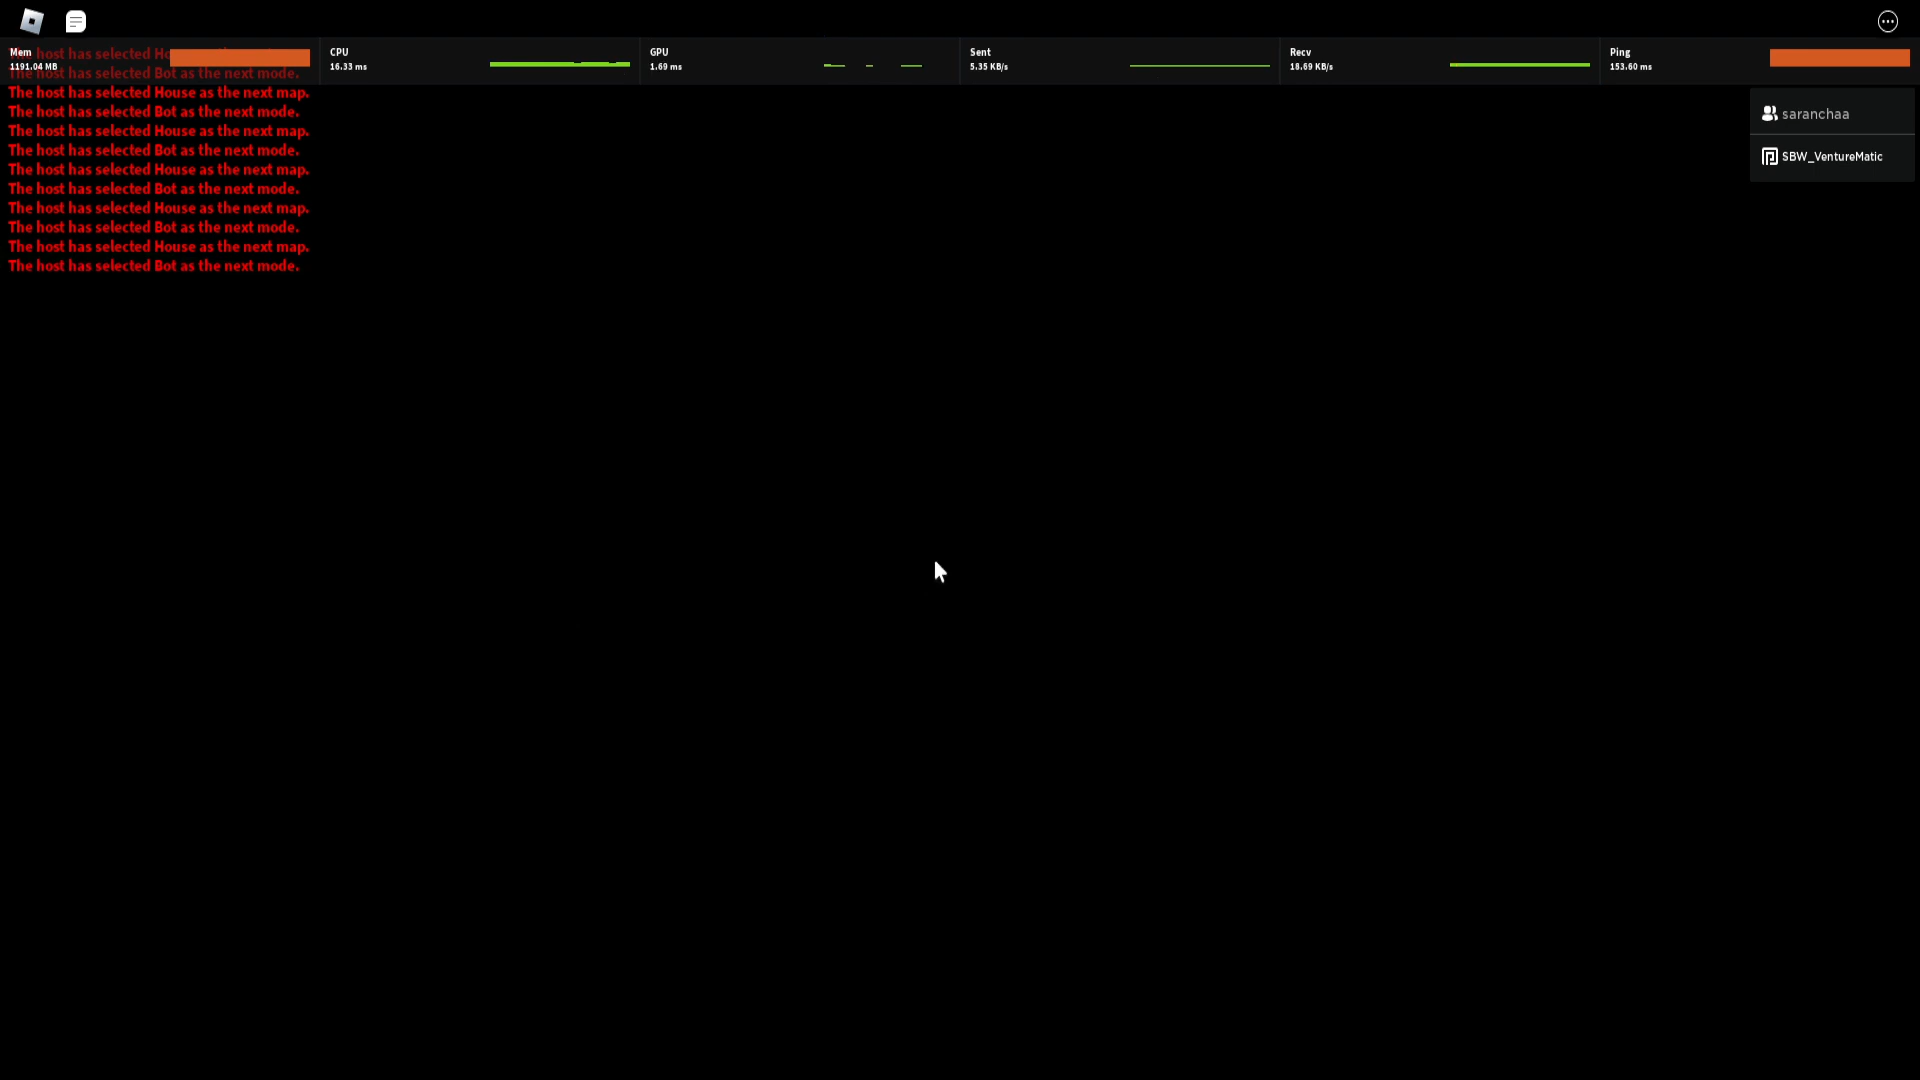 Mem
1191.04 MB
CPU
16.33 ms
GPU
1.69 ms
Sent
5.35 KB/s
Recv
18.69 KB/s
Ping
153.60 ms
host has selected
host has selected Bot as the next mode.
The host has selected House as the next map.
The host has selected Bot as the next mode.
The host has selected House as the next map.
The host has selected Bot as the next mode.
The host has selected House as the next map.
The host has selected Bot as the next mode.
The host has selected House as the next map.
The host has selected Bot as the next mode.
The host has selected House as the next map.
The host has selected Bot as the next mode.
saranchaa
SBW_VentureMatic